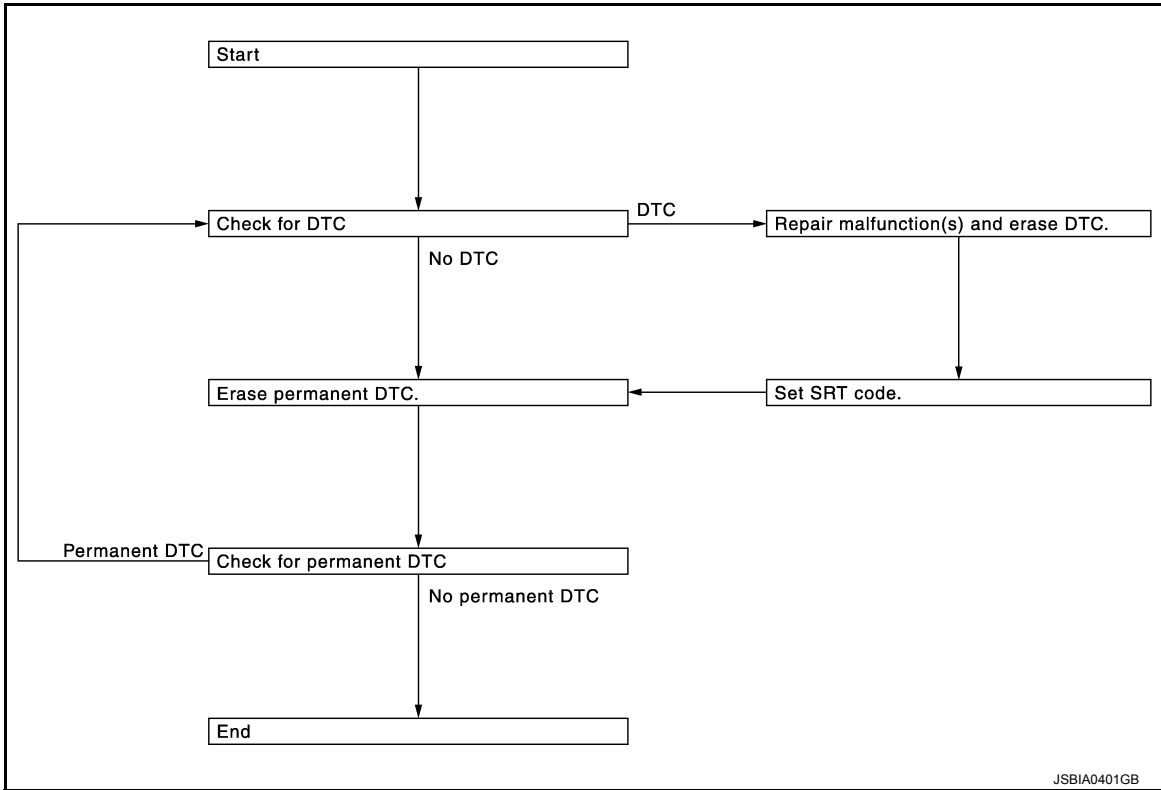 Start
Check for DTC
DTC
Repair malfunction(s) and erase DTC.
No DTC
Erase permanent DTC.
Set SRT code.
Permanent DTC
Check for permanent DTC
No permanent DTC
End
JSBIA0401GB